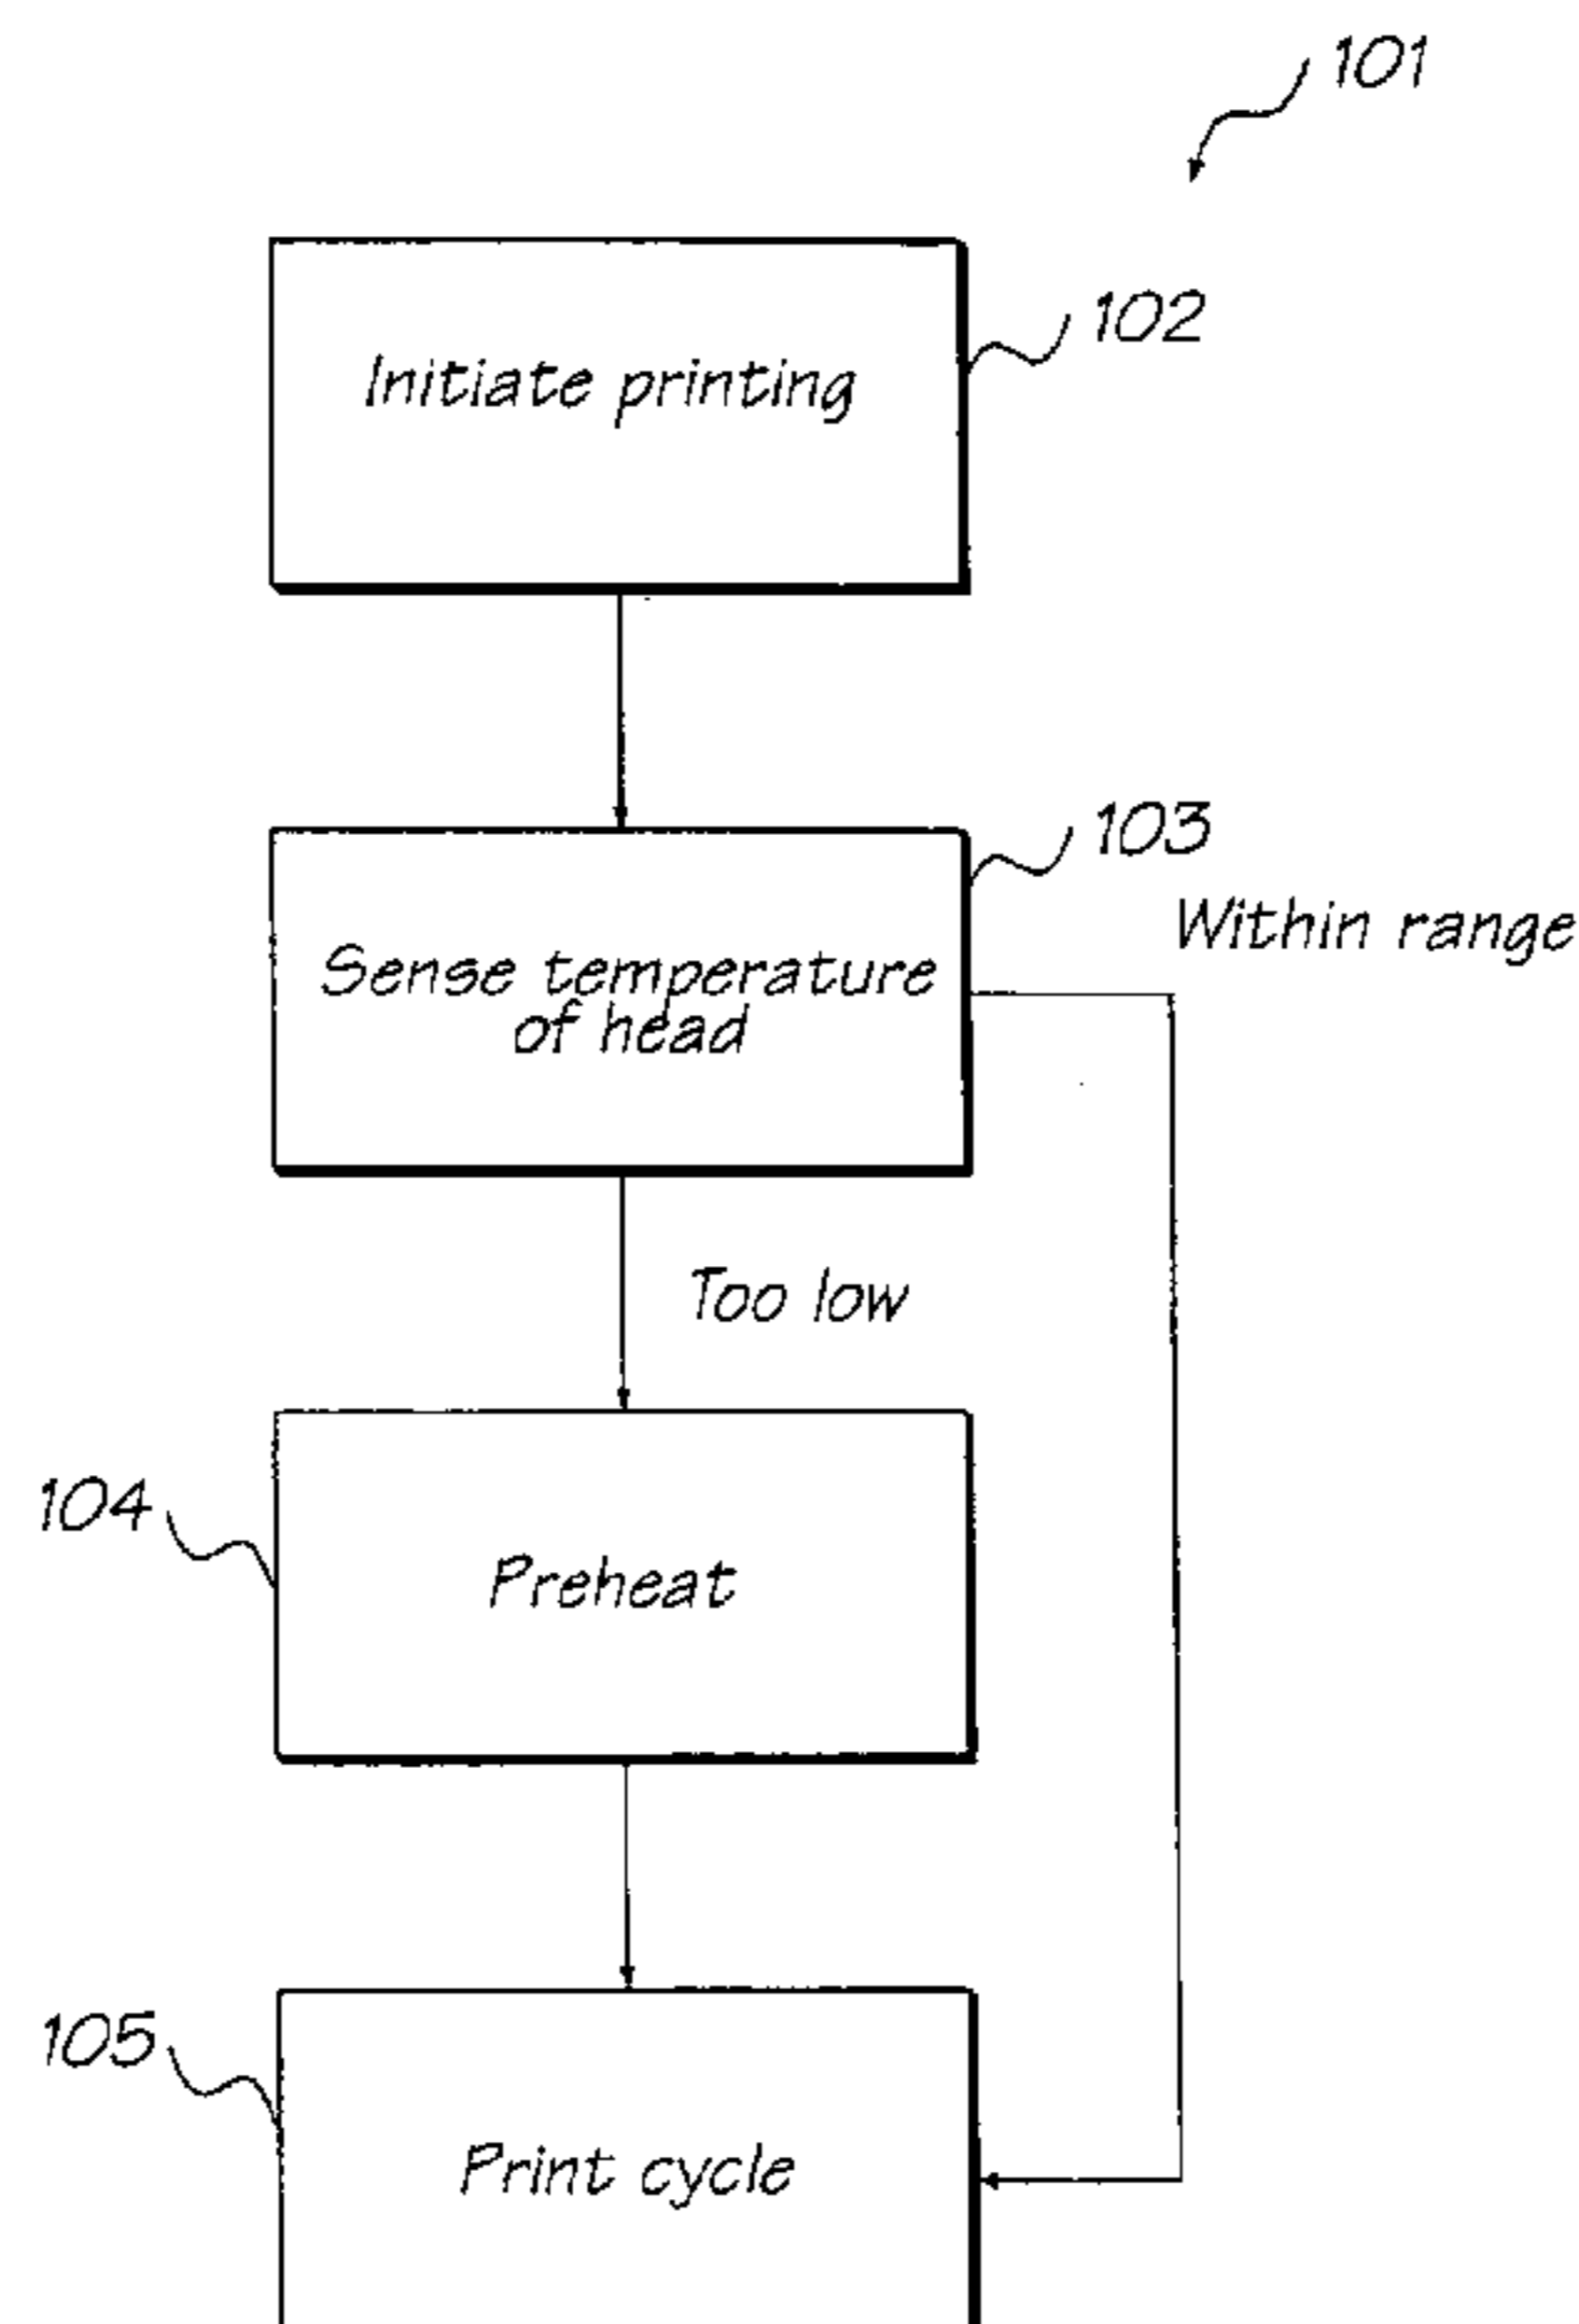 101
Initiate printing
102
103
Within range
Sense temperature
of head
Too low
104
Preheat
105
Print cycle